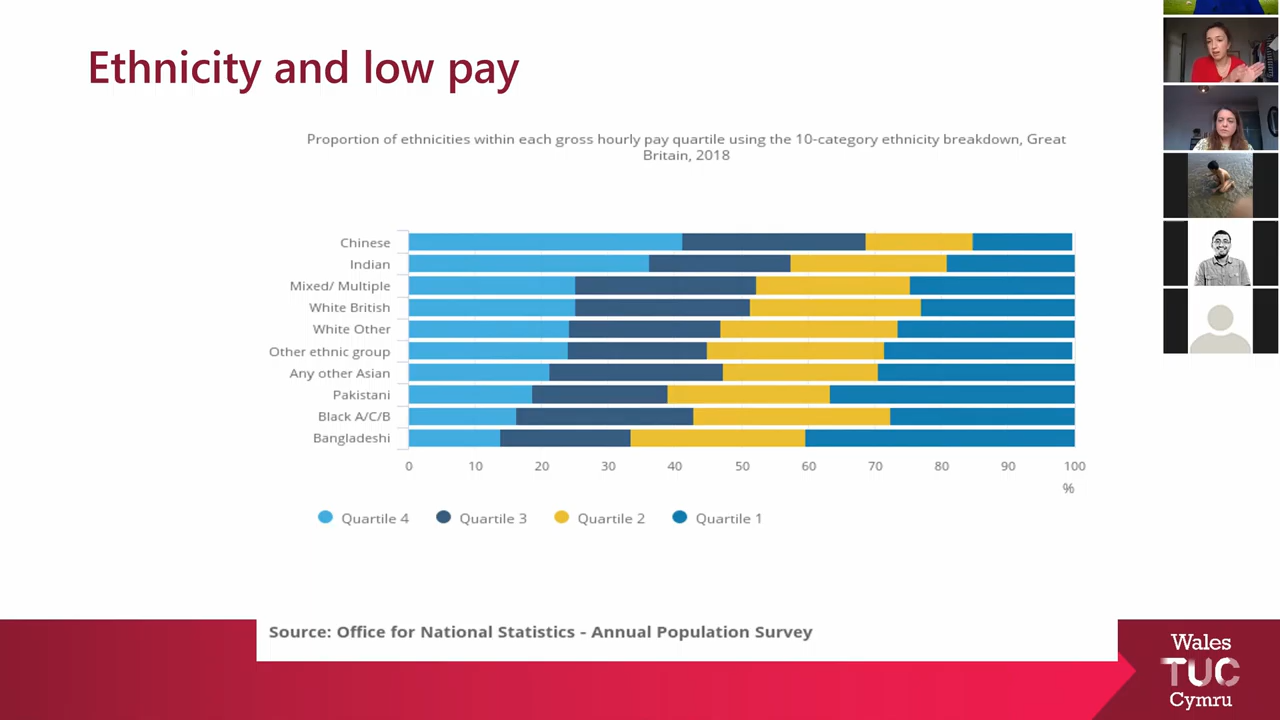 Ethnicity and low pay
Proportion of ethnicities within each gross hourly pay quartile using the 10-category ethnicity breakdown, Great
Britain, 2018
Chinese
Indian
Mixed/ Multiple
White British
White Other
Other ethnic group
Any other Asian
Pakistani
Black A/C/B
Bangladeshi
0 10 20 30 40 50 60 70 80 90 100
%
Quartile 4 Quartile 3 Quartile 2 Quartile 1
Source: Office for National Statistics - Annual Population Survey
Wales
TUC
Cymru